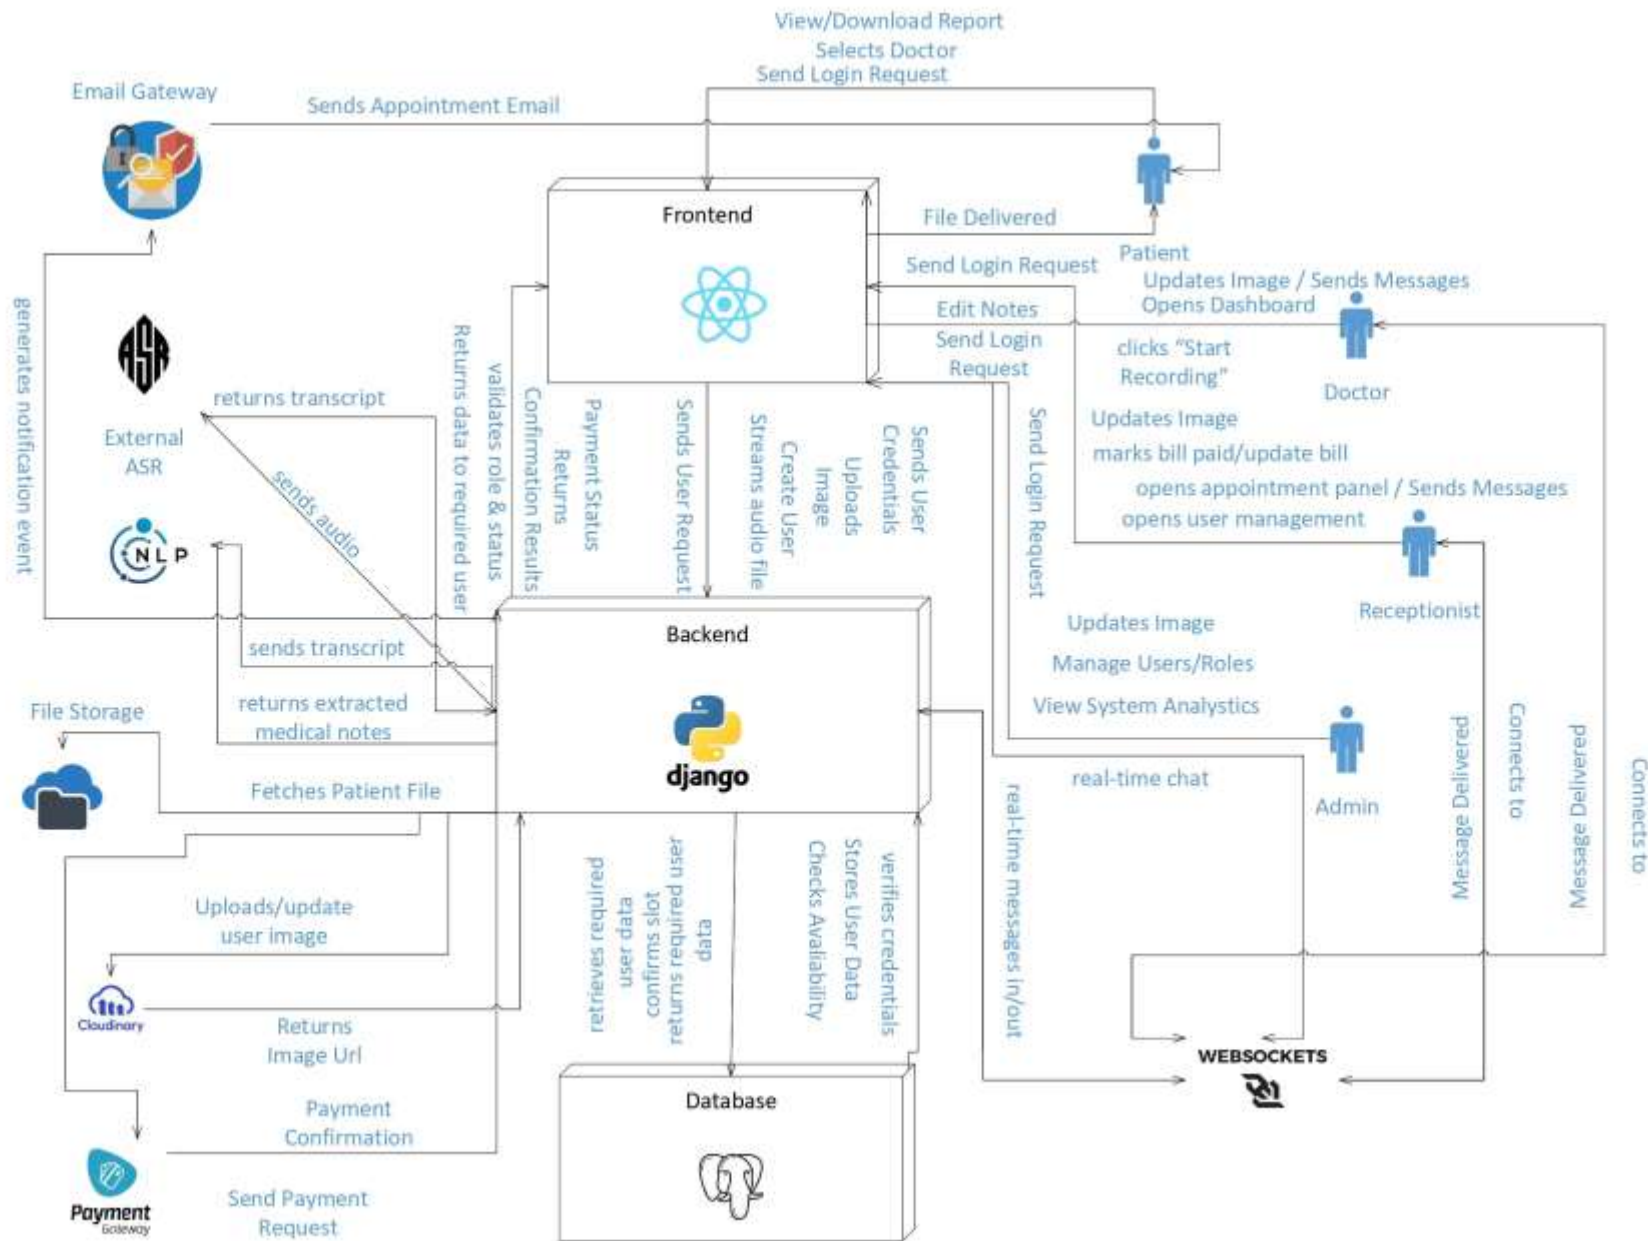 View/Download Report
Selects Doctor
Send Login Request
Email Gateway
Sends Appointment Email
Frontend
File Delivered
Patient
Send Login Request
Updates Image / Sends Messages
Opens Dashboard
Edit Notes
Send Login
Request
clicks “Start
Recording”
Doctor
generates notification event
ASR
returns transcript
External
ASR
sends audio
NLP
Returns data to required user
validates role & status
Confirmation Results
Returns
Payment Status
Sends User Request
Streams audio file
Create User
Image
Uploads
Credentials
Sends User
Send Login Request
Updates Image
marks bill paid/update bill
opens appointment panel / Sends Messages
opens user management
Receptionist
Backend
sends transcript
returns extracted
medical notes
File Storage
Fetches Patient File
django
Updates Image
Manage Users/Roles
View System Analystics
real-time chat
Admin
real-time messages in/out
Message Delivered
Connects to
Message Delivered
Connects to
Uploads/update
user image
Cloudinary
Returns
Image Url
retrieves required
user data
confirms slot
returns required user
data
Checks Avaliability
Stores User Data
verifies credentials
WEBSOCKETS
Database
Payment
Confirmation
Payment
Gateway
Send Payment
Request